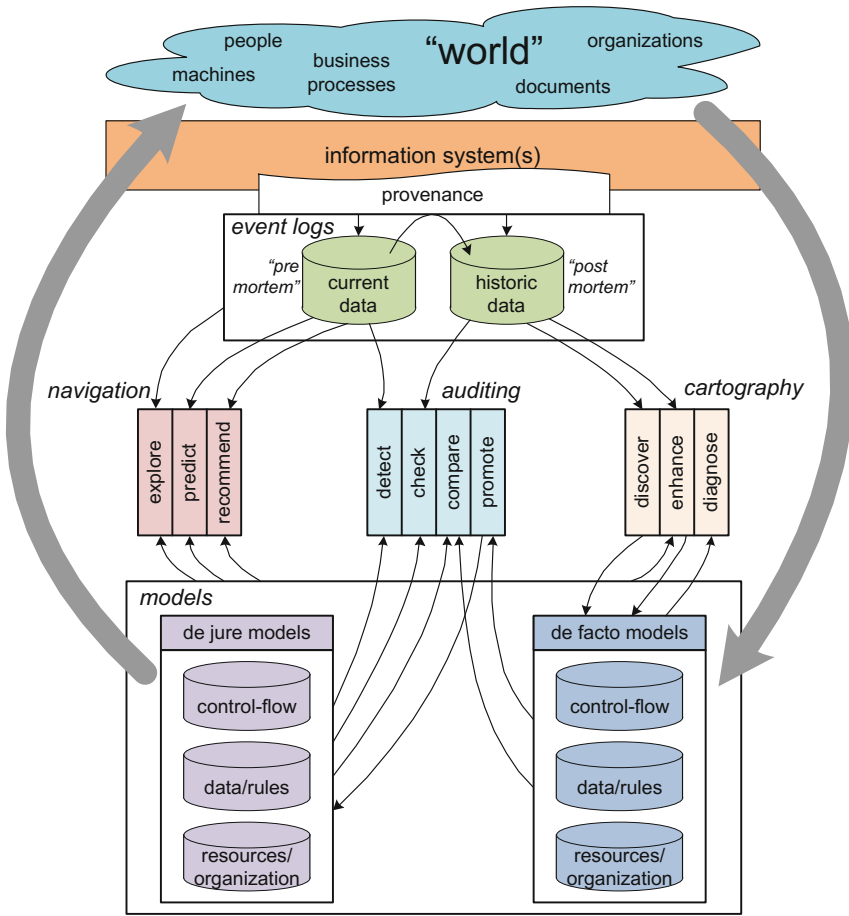 people
“world”
organizations
machines
business
processes
documents
information system(s)
provenance
event logs
“pre
mortem”
current
data
historic
data
“post
mortem”
navigation
auditing
cartography
explore
predict
recommend
detect
check
compare
promote
discover
enhance
diagnose
models
de jure models
de facto models
control-flow
control-flow
data/rules
data/rules
resources/
organization
resources/
organization